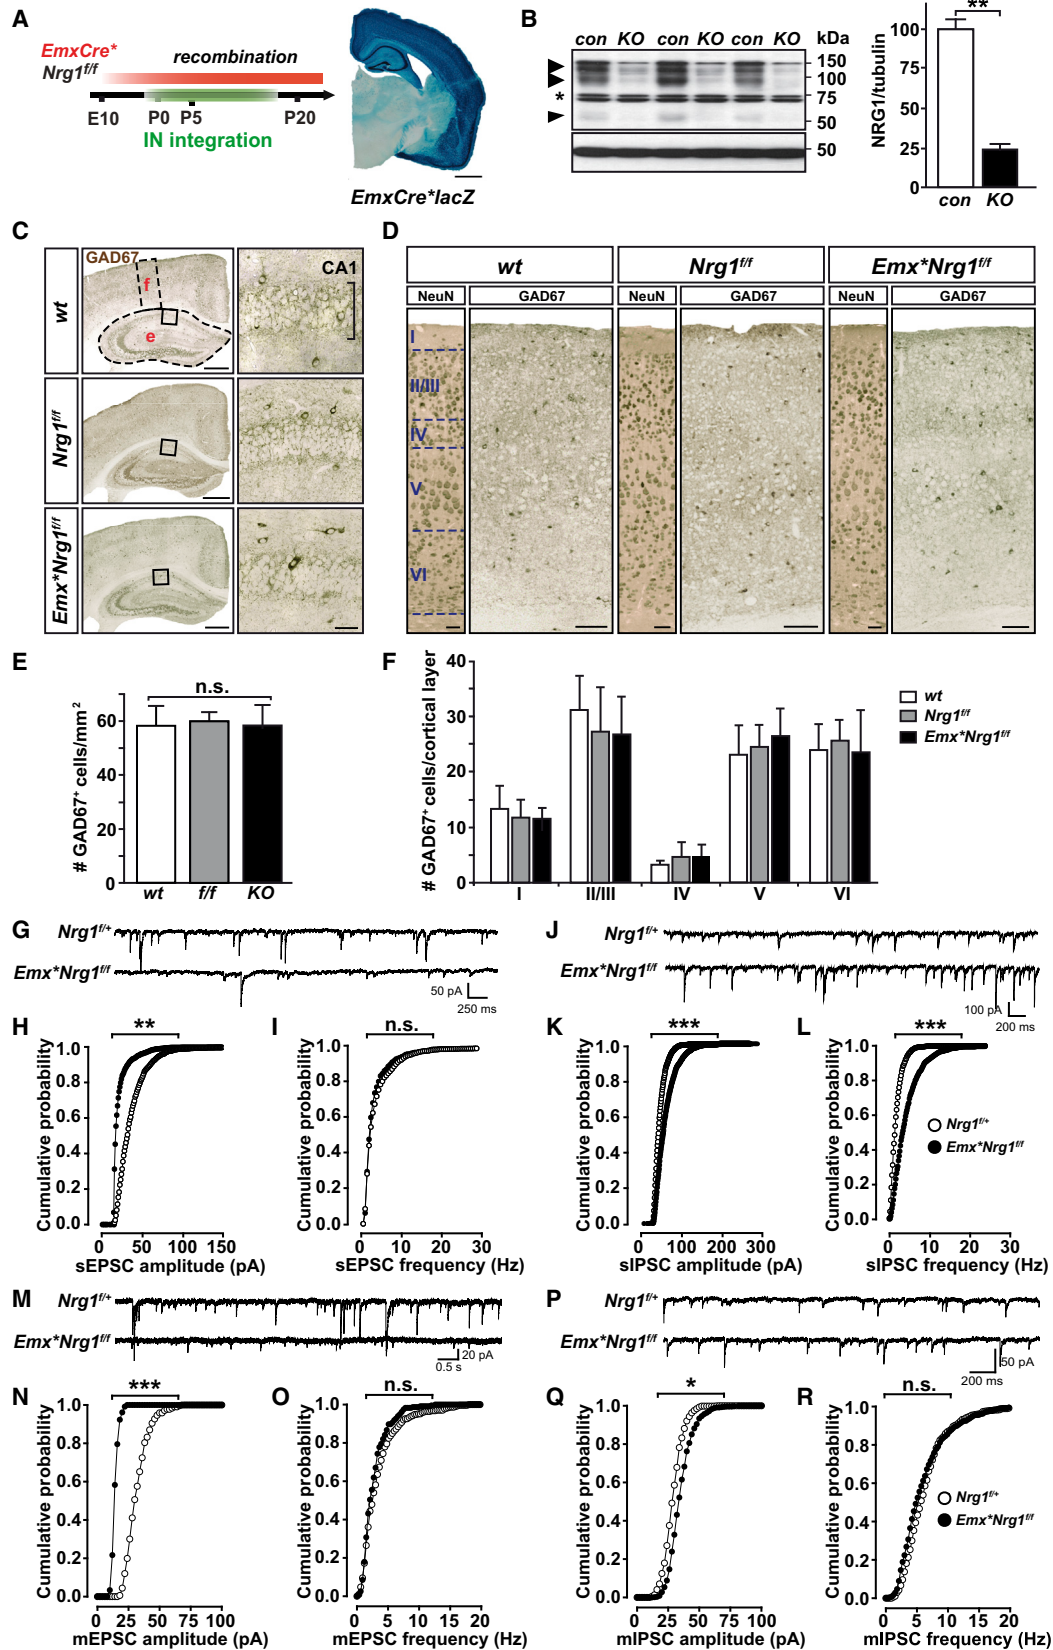 A
EmxCre*
Nrg1f/f
recombination
E10
P0
P5
P20
IN integration
EmxCre*lacZ
B
con KO con KO con KO kDa
150
100
*
75
50
50
NRG1/tubulin
**
100
75
50
25
0
con KO
C
wt
GAD67
f
e
CA1
Nrg1f/f
Emx*Nrg1f/f
D
wt
Nrg1f/f
Emx*Nrg1f/f
NeuN GAD67 NeuN GAD67 NeuN GAD67
I
II/III
IV
V
VI
E
n.s.
# GAD67+ cells/mm2
60
40
20
0
wt f/f KO
F
# GAD67+ cells/cortical layer
40
30
20
10
0
I II/III IV V VI
wt
Nrg1f/f
Emx*Nrg1f/f
G
Nrg1f/+
Emx*Nrg1f/f
50 pA
250 ms
J
Nrg1f/+
Emx*Nrg1f/f
100 pA
200 ms
H
**
Cumulative probability
1.0
0.8
0.6
0.4
0.2
0.0
0 50 100 150
sEPSC amplitude (pA)
I
n.s.
Cumulative probability
1.0
0.8
0.6
0.4
0.2
0.0
0 10 20 30
sEPSC frequency (Hz)
K
***
Cumulative probability
1.0
0.8
0.6
0.4
0.2
0.0
0 100 200 300
sIPSC amplitude (pA)
L
***
Cumulative probability
1.0
0.8
0.6
0.4
0.2
0.0
0 10 20 30
sIPSC frequency (Hz)
Nrg1f/+
Emx*Nrg1f/f
M
Nrg1f/+
Emx*Nrg1f/f
20 pA
0.5 s
P
Nrg1f/+
Emx*Nrg1f/f
50 pA
200 ms
N
***
Cumulative probability
1.0
0.8
0.6
0.4
0.2
0.0
0 25 50 75 100
mEPSC amplitude (pA)
O
n.s.
Cumulative probability
1.0
0.8
0.6
0.4
0.2
0.0
0 5 10 15 20
mEPSC frequency (Hz)
Q
*
Cumulative probability
1.0
0.8
0.6
0.4
0.2
0.0
0 25 50 75 100
mIPSC amplitude (pA)
R
n.s.
Cumulative probability
1.0
0.8
0.6
0.4
0.2
0.0
0 5 10 15 20
mIPSC frequency (Hz)
Nrg1f/+
Emx*Nrg1f/f